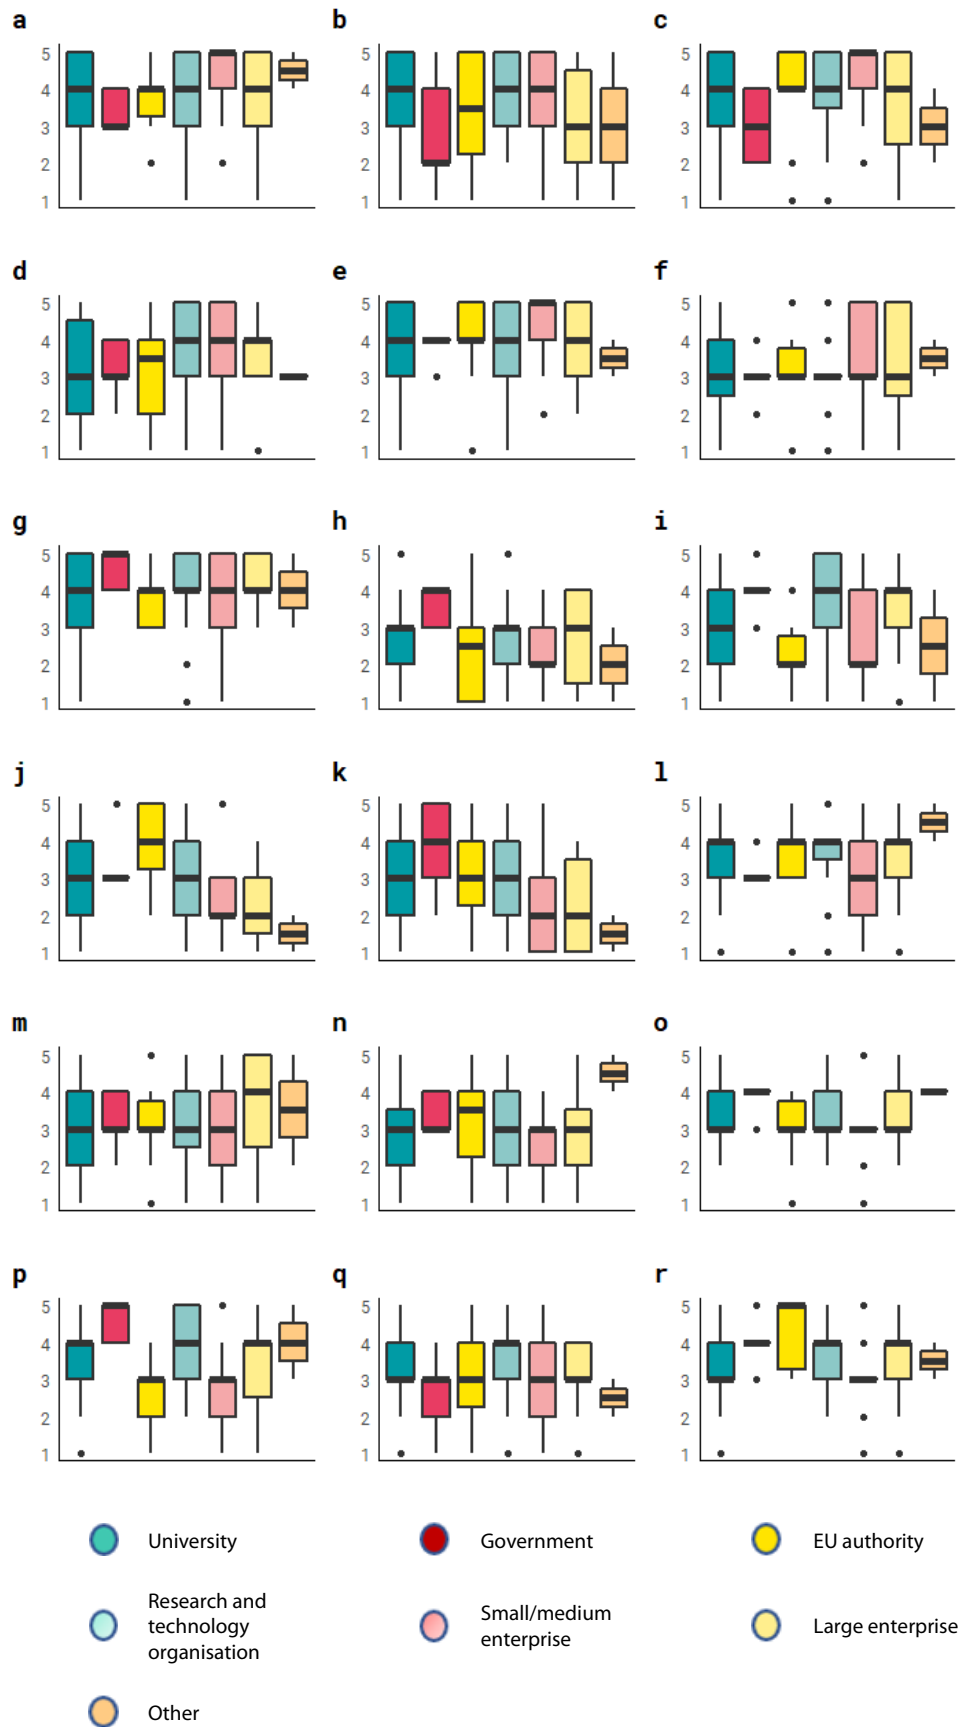 a b c
5 5 5
4 4 4
3 3 3
2 2 2
1 1 1
d e f
5 5 5
4 4 4
3 3 3
2 2 2
1 1 1
g h i
5 5 5
4 4 4
3 3 3
2 2 2
1 1 1
j k l
5 5 5
4 4 4
3 3 3
2 2 2
1 1 1
m n o
5 5 5
4 4 4
3 3 3
2 2 2
1 1 1
p q r
5 5 5
4 4 4
3 3 3
2 2 2
1 1 1
University Government EU authority
Research and
technology
organisation
Small/medium
enterprise
Large enterprise
Other